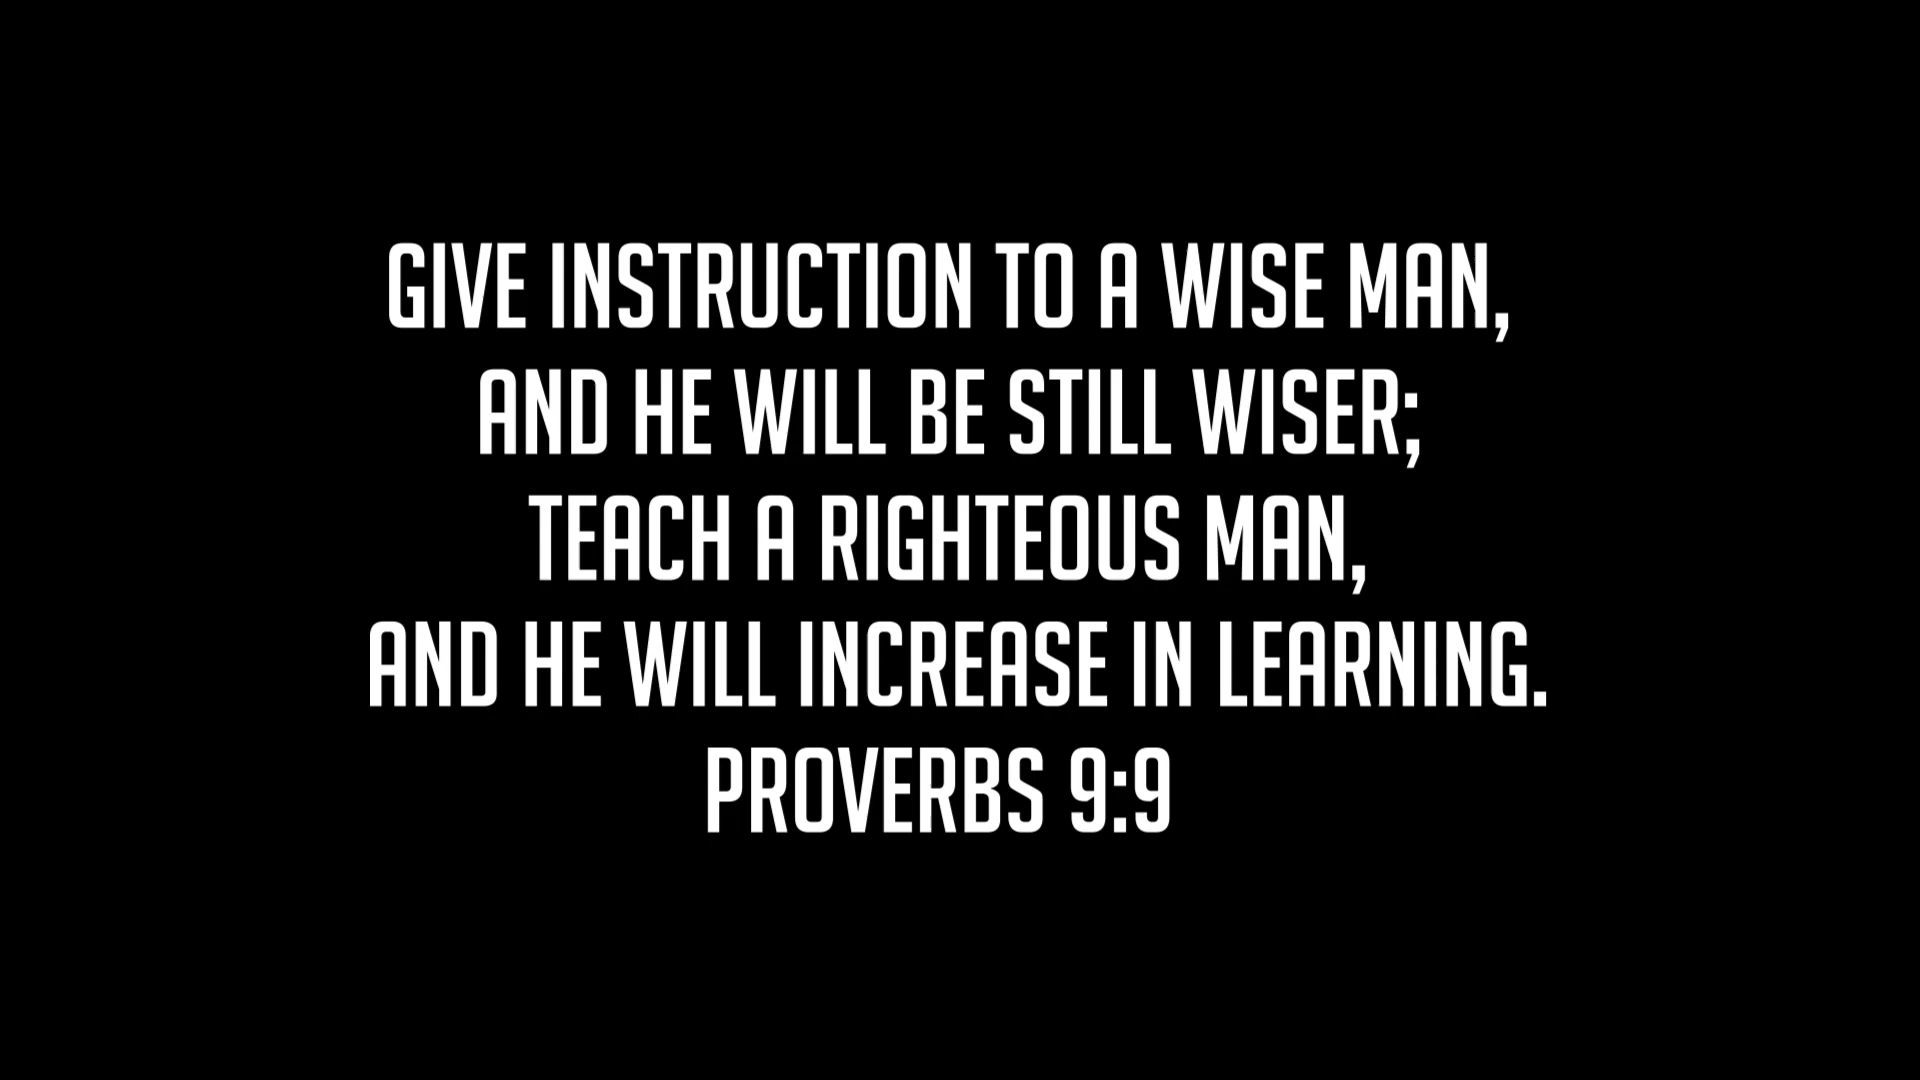 GIVE INSTRUCTION TO A WISE MAN,
AND HE WILL BE STILL WISER;
TEACH A RIGHTEOUS MAN,
AND HE WILL INCREASE IN LEARNING.
PROVERBS 9:9